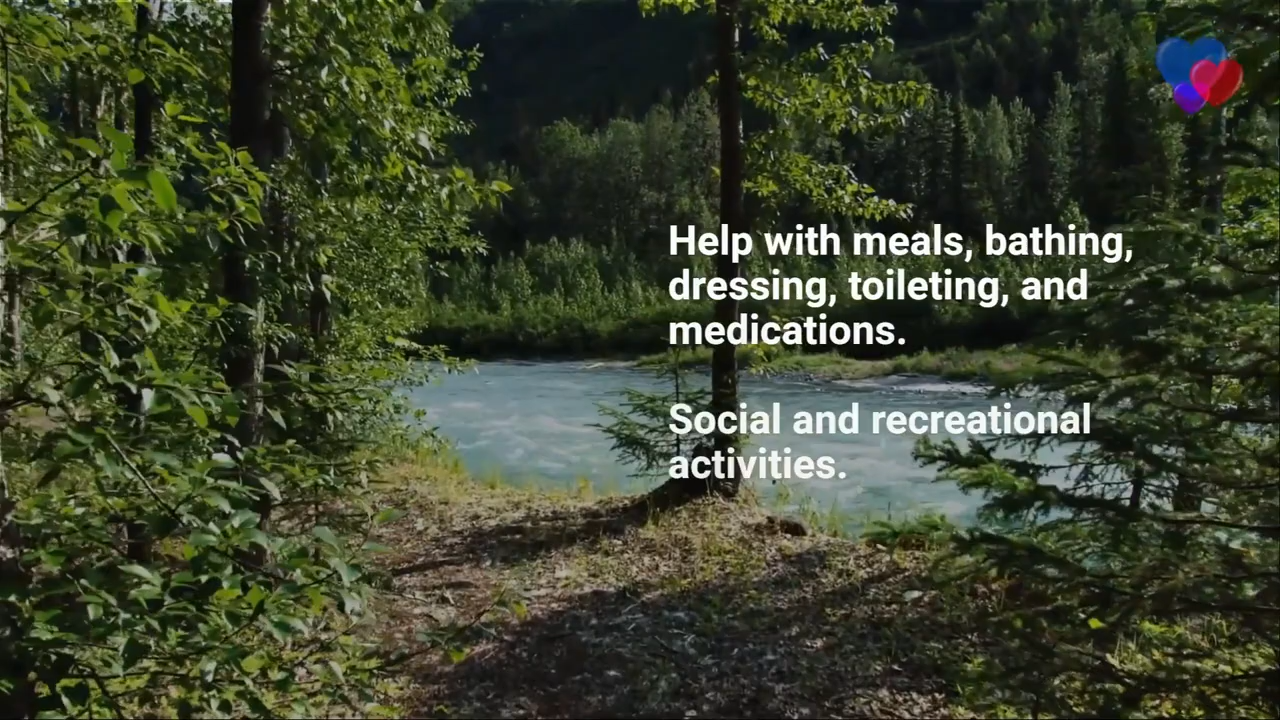 Help with meals, bathing,
dressing, toileting, and
medications.
Social and recreational
activities.